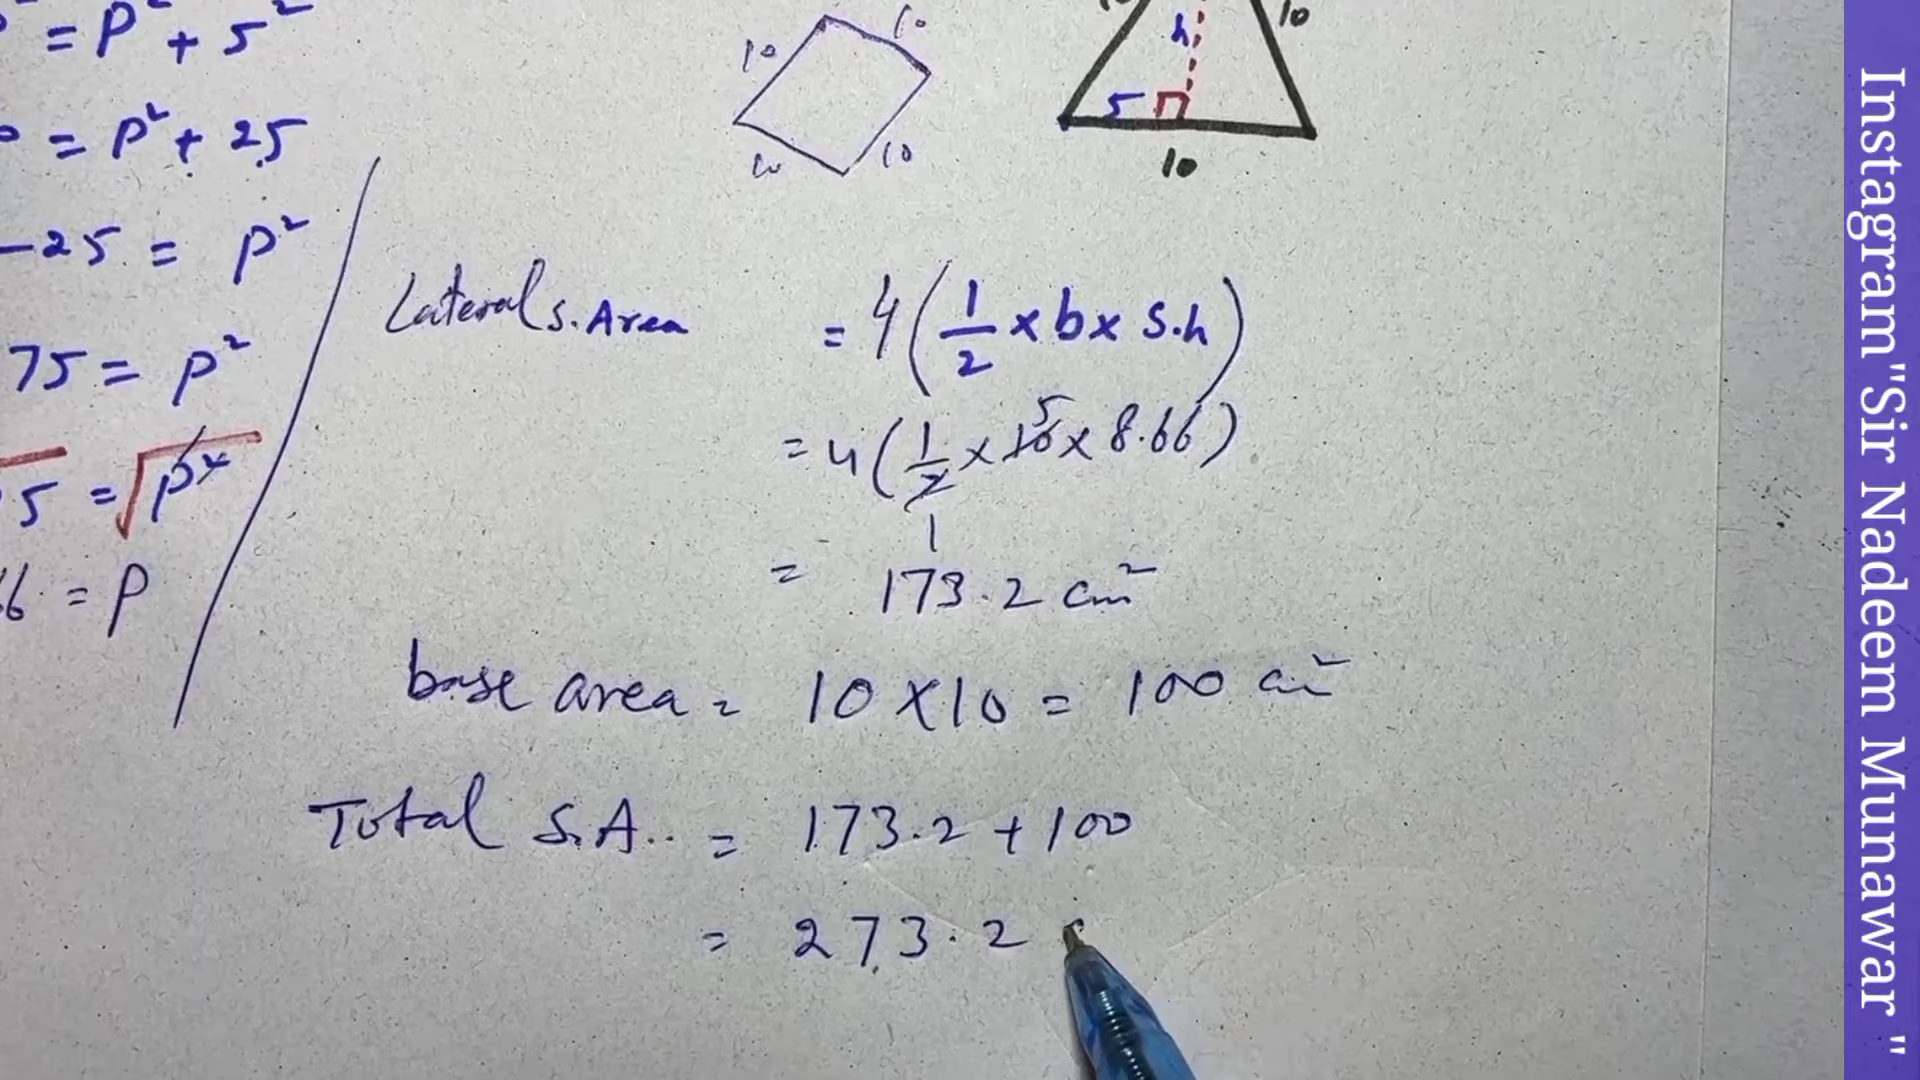 = P² + 5²
= P² + 25
-25 = P²
75 = P²
5 = √P²
6 = P
10
10
10
10
h
10
5
10
Lateral S.Area = 4(1/2 × b × S.h)
= 4(1/2 × 10 × 8.66)
5
1
= 173.2 cm²
base area = 10 × 10 = 100 cm²
Total S.A. = 173.2 + 100
= 273.2
Instagram"Sir Nadeem Munawar "